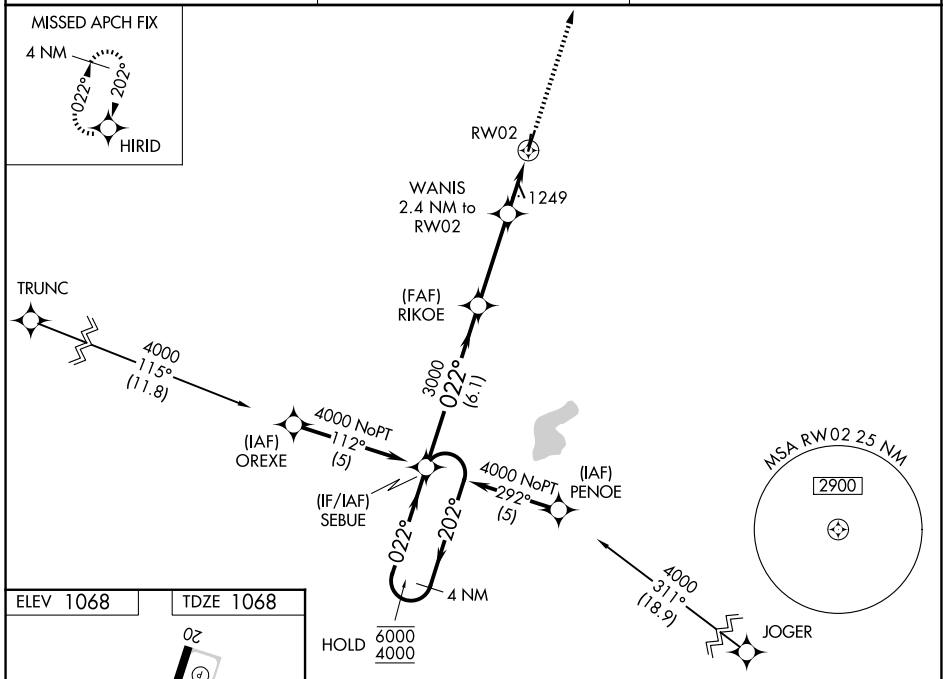 MISSED APCH FIX
4 NM
022°
202°
HIRID
RW02
WANIS
2.4 NM to
RW02
1249
(FAF)
RIKOE
TRUNC
4000
115°
(11.8)
3000
022°
(6.1)
(IAF)
OREXE
4000 NoPT
112°
(5)
(IF/IAF)
SEBUE
4000 NoPT
292°
(5)
(IAF)
PENOE
MSA RW02 25 NM
2900
022°
202°
4 NM
HOLD
6000
4000
4000
311°
(18.9)
JOGER
ELEV 1068
TDZE 1068
20
P